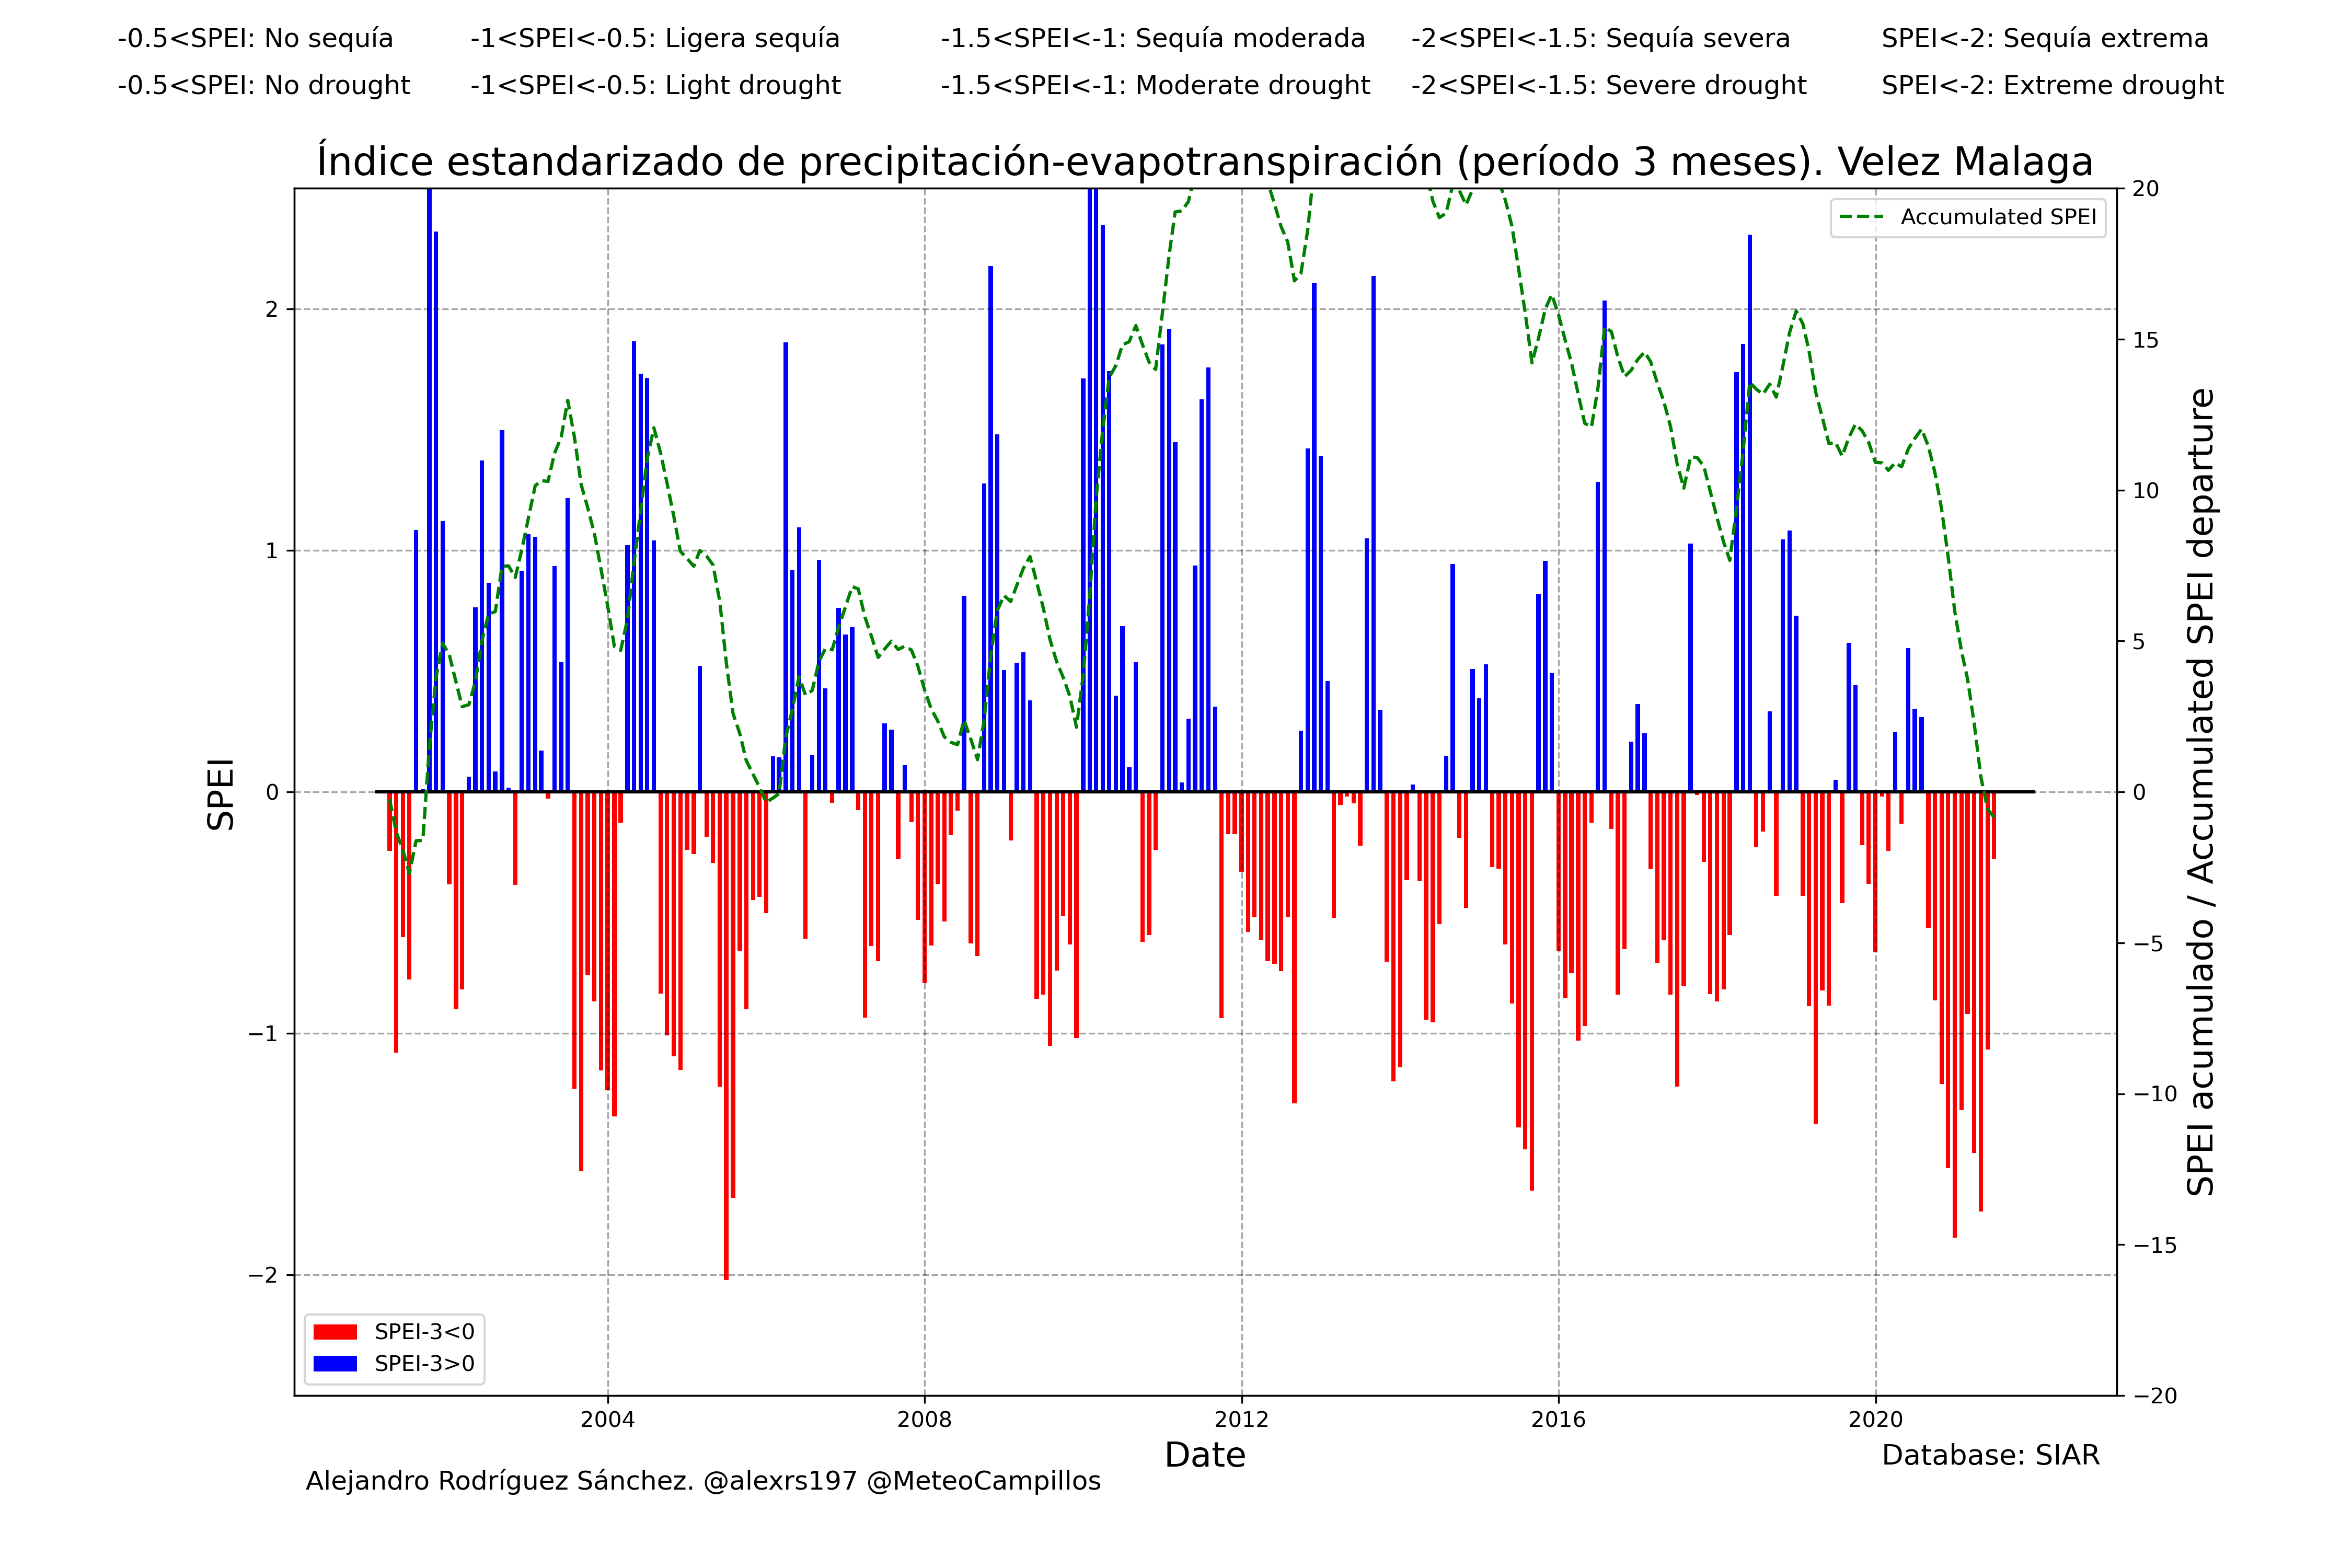 -0.5<SPEI: No sequía
-1<SPEI<-0.5: Ligera sequía
-1.5<SPEI<-1: Sequía moderada
-2<SPEI<-1.5: Sequía severa
SPEI<-2: Sequía extrema
-0.5<SPEI: No drought
-1<SPEI<-0.5: Light drought
-1.5<SPEI<-1: Moderate drought
-2<SPEI<-1.5: Severe drought
SPEI<-2: Extreme drought
Índice estandarizado de precipitación-evapotranspiración (período 3 meses). Velez Malaga
Accumulated SPEI
SPEI
2
1
0
−1
−2
20
15
10
5
0
−5
−10
−15
−20
SPEI acumulado / Accumulated SPEI departure
SPEI-3<0
SPEI-3>0
2004
2008
2012
2016
2020
Date
Database: SIAR
Alejandro Rodríguez Sánchez. @alexrs197 @MeteoCampillos